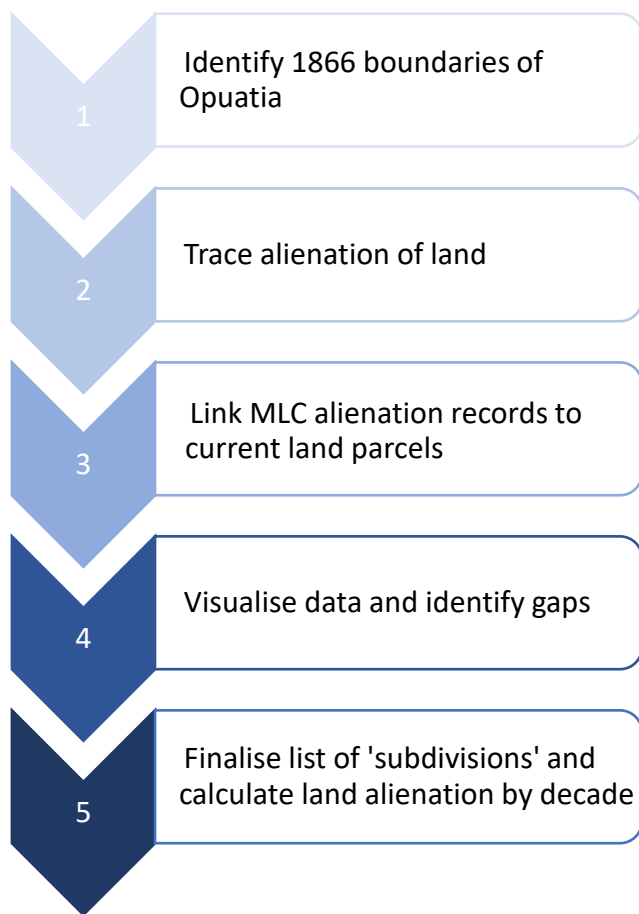 1
Identify 1866 boundaries of
Opuatia
2
Trace alienation of land
3
Link MLC alienation records to
current land parcels
4
Visualise data and identify gaps
5
Finalise list of 'subdivisions' and
calculate land alienation by decade